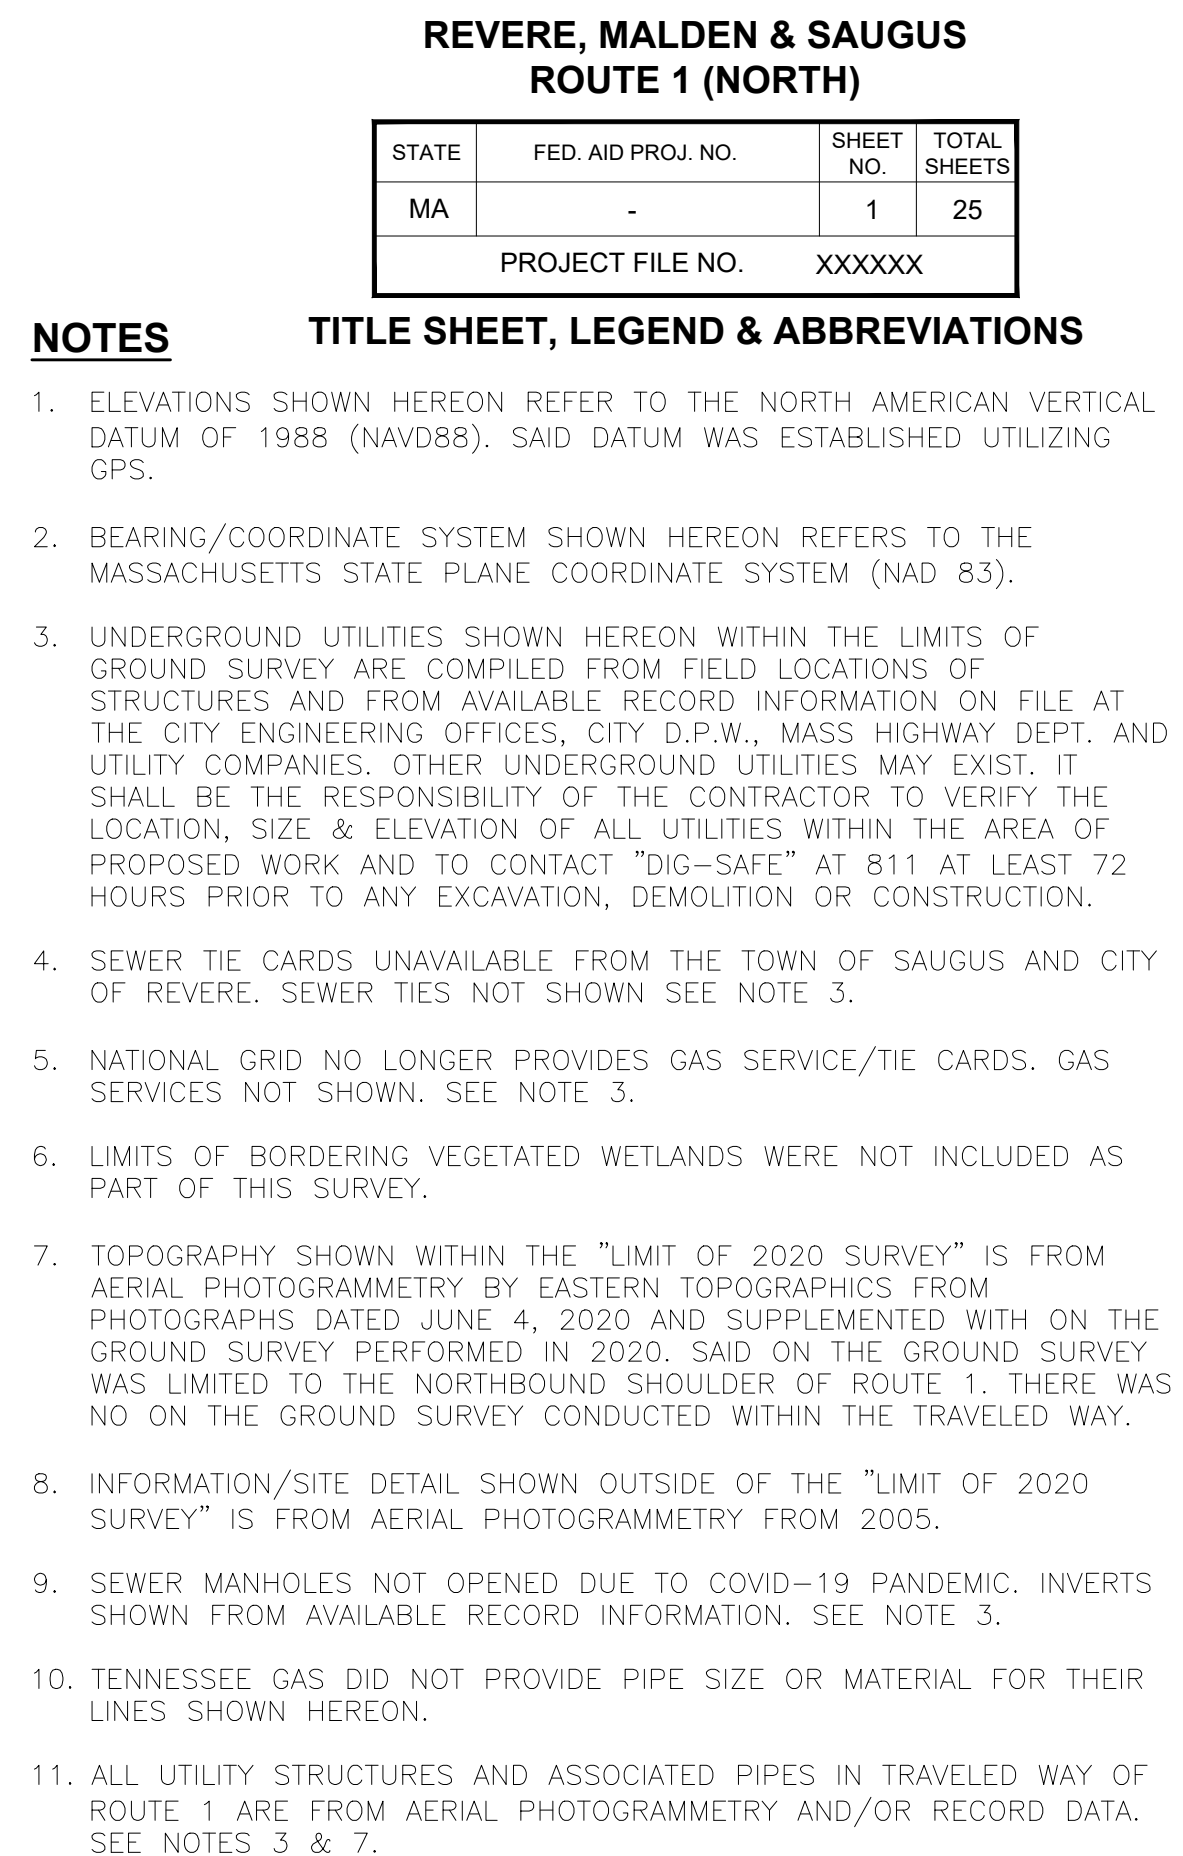 REVERE, MALDEN & SAUGUS
ROUTE 1 (NORTH)
STATE FED. AID PROJ. NO. SHEET NO. TOTAL SHEETS
MA - 1 25
PROJECT FILE NO. XXXXXX
NOTES TITLE SHEET, LEGEND & ABBREVIATIONS
1. ELEVATIONS SHOWN HEREON REFER TO THE NORTH AMERICAN VERTICAL
DATUM OF 1988 (NAVD88). SAID DATUM WAS ESTABLISHED UTILIZING
GPS.
2. BEARING/COORDINATE SYSTEM SHOWN HEREON REFERS TO THE
MASSACHUSETTS STATE PLANE COORDINATE SYSTEM (NAD 83).
3. UNDERGROUND UTILITIES SHOWN HEREON WITHIN THE LIMITS OF
GROUND SURVEY ARE COMPILED FROM FIELD LOCATIONS OF
STRUCTURES AND FROM AVAILABLE RECORD INFORMATION ON FILE AT
THE CITY ENGINEERING OFFICES, CITY D.P.W., MASS HIGHWAY DEPT. AND
UTILITY COMPANIES. OTHER UNDERGROUND UTILITIES MAY EXIST. IT
SHALL BE THE RESPONSIBILITY OF THE CONTRACTOR TO VERIFY THE
LOCATION, SIZE & ELEVATION OF ALL UTILITIES WITHIN THE AREA OF
PROPOSED WORK AND TO CONTACT "DIG-SAFE" AT 811 AT LEAST 72
HOURS PRIOR TO ANY EXCAVATION, DEMOLITION OR CONSTRUCTION.
4. SEWER TIE CARDS UNAVAILABLE FROM THE TOWN OF SAUGUS AND CITY
OF REVERE. SEWER TIES NOT SHOWN SEE NOTE 3.
5. NATIONAL GRID NO LONGER PROVIDES GAS SERVICE/TIE CARDS. GAS
SERVICES NOT SHOWN. SEE NOTE 3.
6. LIMITS OF BORDERING VEGETATED WETLANDS WERE NOT INCLUDED AS
PART OF THIS SURVEY.
7. TOPOGRAPHY SHOWN WITHIN THE "LIMIT OF 2020 SURVEY" IS FROM
AERIAL PHOTOGRAMMETRY BY EASTERN TOPOGRAPHICS FROM
PHOTOGRAPHS DATED JUNE 4, 2020 AND SUPPLEMENTED WITH ON THE
GROUND SURVEY PERFORMED IN 2020. SAID ON THE GROUND SURVEY
WAS LIMITED TO THE NORTHBOUND SHOULDER OF ROUTE 1. THERE WAS
NO ON THE GROUND SURVEY CONDUCTED WITHIN THE TRAVELED WAY.
8. INFORMATION/SITE DETAIL SHOWN OUTSIDE OF THE "LIMIT OF 2020
SURVEY" IS FROM AERIAL PHOTOGRAMMETRY FROM 2005.
9. SEWER MANHOLES NOT OPENED DUE TO COVID-19 PANDEMIC. INVERTS
SHOWN FROM AVAILABLE RECORD INFORMATION. SEE NOTE 3.
10. TENNESSEE GAS DID NOT PROVIDE PIPE SIZE OR MATERIAL FOR THEIR
LINES SHOWN HEREON.
11. ALL UTILITY STRUCTURES AND ASSOCIATED PIPES IN TRAVELED WAY OF
ROUTE 1 ARE FROM AERIAL PHOTOGRAMMETRY AND/OR RECORD DATA.
SEE NOTES 3 & 7.